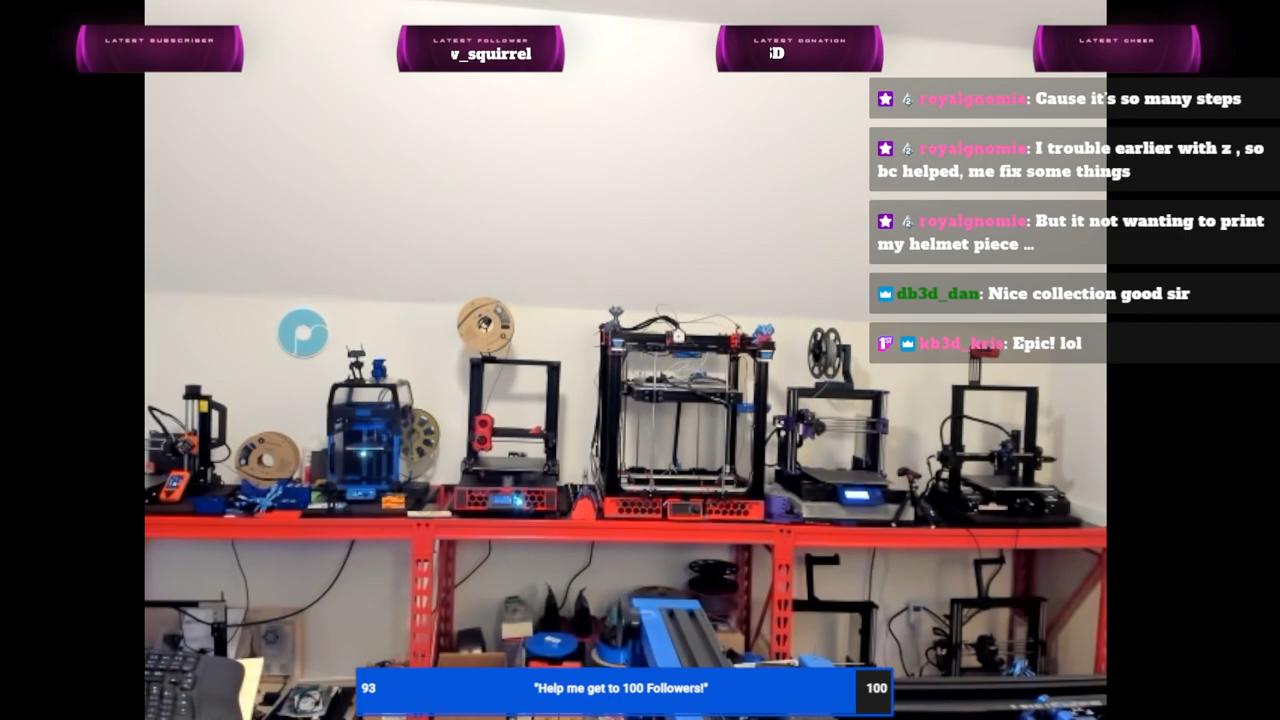 LATEST SUBSCRIBER
LATEST FOLLOWER
v_squirrel
LATEST DONATION
D
LATEST CHEER
royalgnomie: Cause it's so many steps
royalgnomie: I trouble earlier with z , so
bc helped, me fix some things
royalgnomie: But it not wanting to print
my helmet piece ...
db3d_dan: Nice collection good sir
1ST kb3d_kris: Epic! lol
93
"Help me get to 100 Followers!"
100